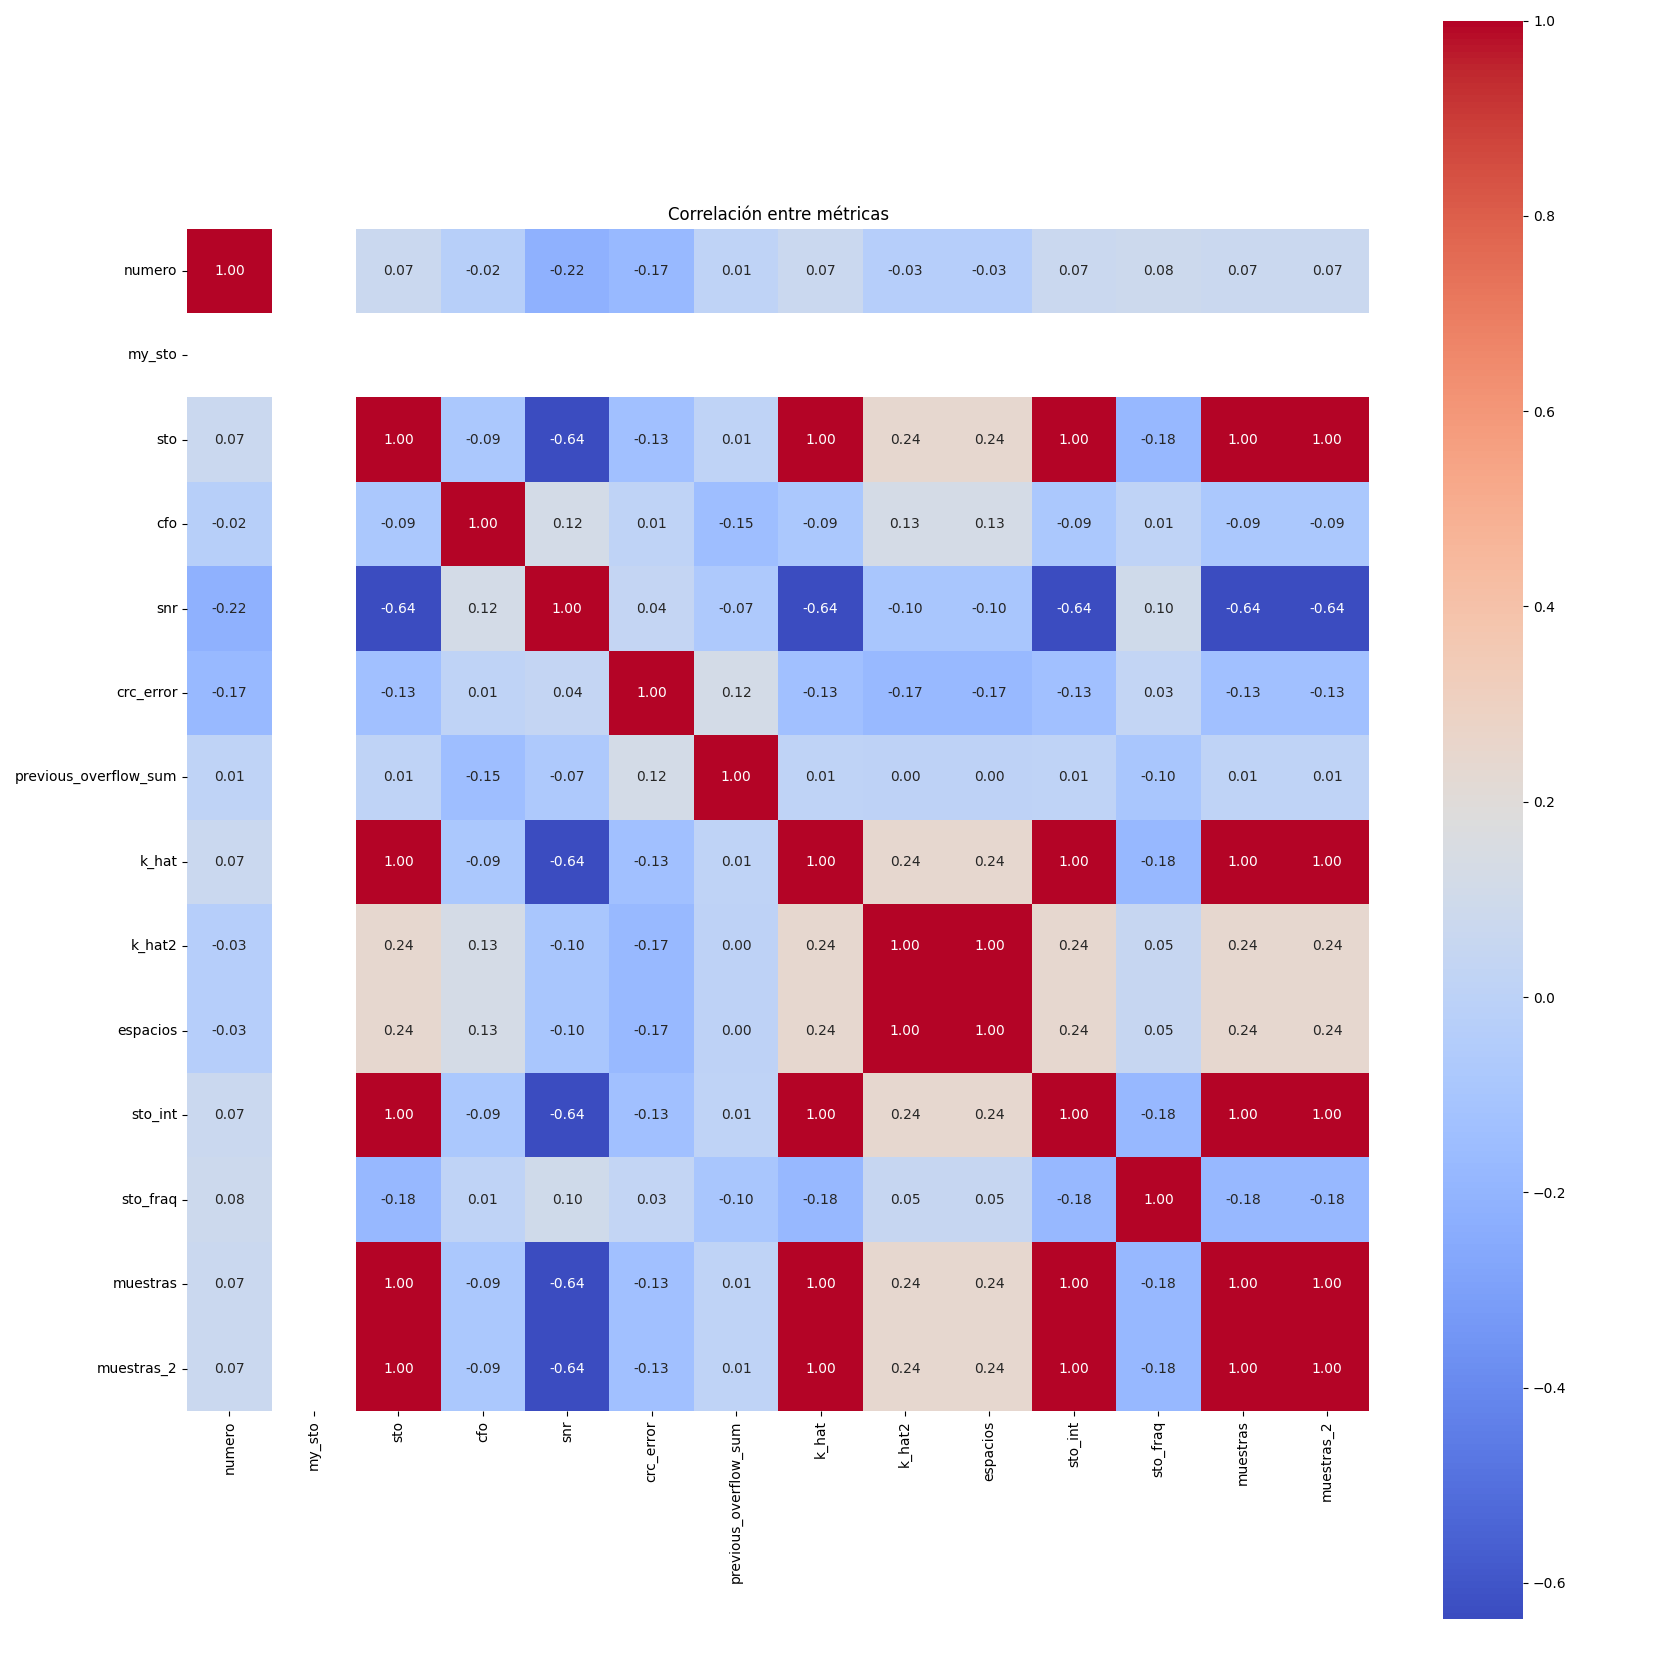 Correlación entre métricas
numero 1.00 0.07 -0.02 -0.22 -0.17 0.01 0.07 -0.03 -0.03 0.07 0.08 0.07 0.07
my_sto
sto 0.07 1.00 -0.09 -0.64 -0.13 0.01 1.00 0.24 0.24 1.00 -0.18 1.00 1.00
cfo -0.02 -0.09 1.00 0.12 0.01 -0.15 -0.09 0.13 0.13 -0.09 0.01 -0.09 -0.09
snr -0.22 -0.64 0.12 1.00 0.04 -0.07 -0.64 -0.10 -0.10 -0.64 0.10 -0.64 -0.64
crc_error -0.17 -0.13 0.01 0.04 1.00 0.12 -0.13 -0.17 -0.17 -0.13 0.03 -0.13 -0.13
previous_overflow_sum 0.01 0.01 -0.15 -0.07 0.12 1.00 0.01 0.00 0.00 0.01 -0.10 0.01 0.01
k_hat 0.07 1.00 -0.09 -0.64 -0.13 0.01 1.00 0.24 0.24 1.00 -0.18 1.00 1.00
k_hat2 -0.03 0.24 0.13 -0.10 -0.17 0.00 0.24 1.00 1.00 0.24 0.05 0.24 0.24
espacios -0.03 0.24 0.13 -0.10 -0.17 0.00 0.24 1.00 1.00 0.24 0.05 0.24 0.24
sto_int 0.07 1.00 -0.09 -0.64 -0.13 0.01 1.00 0.24 0.24 1.00 -0.18 1.00 1.00
sto_fraq 0.08 -0.18 0.01 0.10 0.03 -0.10 -0.18 0.05 0.05 -0.18 1.00 -0.18 -0.18
muestras 0.07 1.00 -0.09 -0.64 -0.13 0.01 1.00 0.24 0.24 1.00 -0.18 1.00 1.00
muestras_2 0.07 1.00 -0.09 -0.64 -0.13 0.01 1.00 0.24 0.24 1.00 -0.18 1.00 1.00
numero
my_sto
sto
cfo
snr
crc_error
previous_overflow_sum
k_hat
k_hat2
espacios
sto_int
sto_fraq
muestras
muestras_2
1.0
0.8
0.6
0.4
0.2
0.0
−0.2
−0.4
−0.6